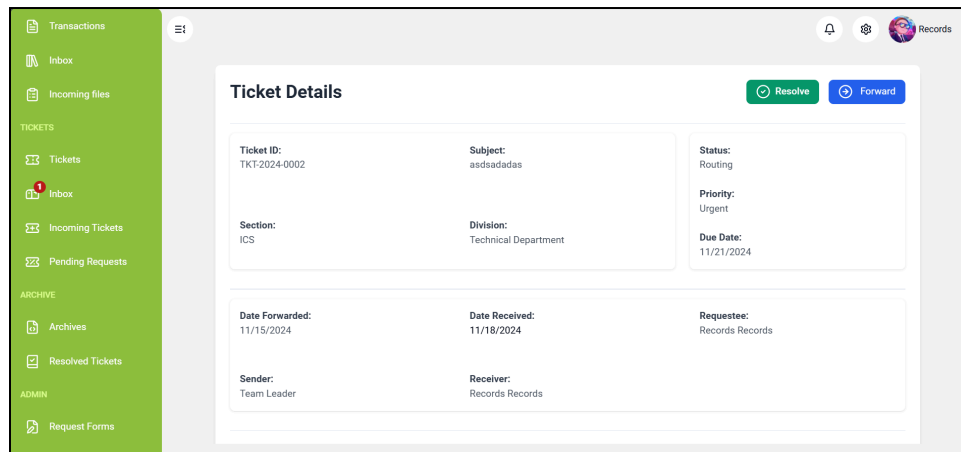 Transactions
Inbox
Incoming files
TICKETS
Tickets
1
Inbox
Incoming Tickets
Pending Requests
ARCHIVE
Archives
Resolved Tickets
ADMIN
Request Forms
Records
Ticket Details
Resolve
Forward
Ticket ID:
TKT-2024-0002
Subject:
asdsadadas
Section:
ICS
Division:
Technical Department
Status:
Routing
Priority:
Urgent
Due Date:
11/21/2024
Date Forwarded:
11/15/2024
Date Received:
11/18/2024
Requestee:
Records Records
Sender:
Team Leader
Receiver:
Records Records